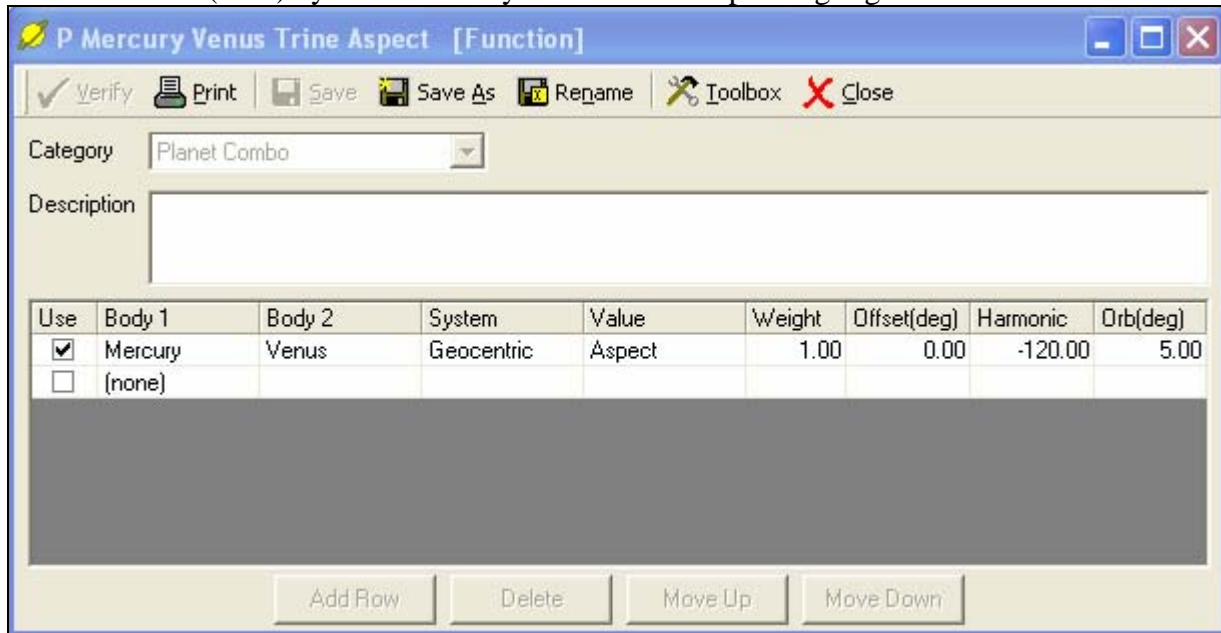 P Mercury Venus Trine Aspect [Function]
Verify Print Save Save As Rename Toolbox Close
Category Planet Combo
Description
Use Body 1 Body 2 System Value Weight Offset(deg) Harmonic Orb(deg)
Mercury Venus Geocentric Aspect 1.00 0.00 -120.00 5.00
(none)
Add Row Delete Move Up Move Down